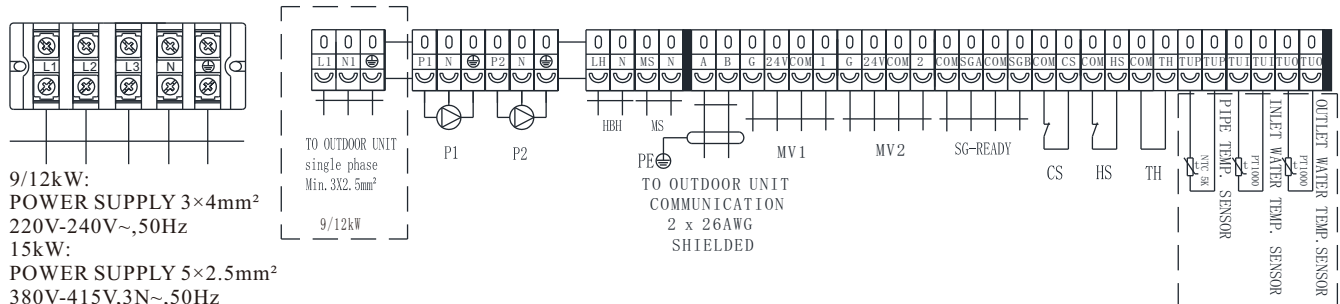 L1 L2 L3 N
9/12kW:
POWER SUPPLY 3×4mm²
220V-240V~,50Hz
15kW:
POWER SUPPLY 5×2.5mm²
380V-415V,3N~,50Hz
0 0 0
L1 N1
TO OUTDOOR UNIT
single phase
Min. 3X2.5mm²
9/12kW
0 0 0 0 0 0
P1 N P2 N
P1 P2
0 0 0 0 0 0 0 0 0 0 0 0 0 0 0 0 0 0 0 0 0 0 0 0 0 0 0 0
LH N MS N A B G 24V COM 1 G 24V COM 2 COM SGA COM SGB COM CS COM HS COM TH TUP TUP TUI TUI TUO TUO
HBH MS
PE
TO OUTDOOR UNIT
COMMUNICATION
2 x 26AWG
SHIELDED
MV1
MV2
SG-READY
CS
HS
TH
t
NTC 5K
PIPE TEMP. SENSOR
t
PT1000
INLET WATER TEMP. SENSOR
t
PT1000
OUTLET WATER TEMP. SENSOR